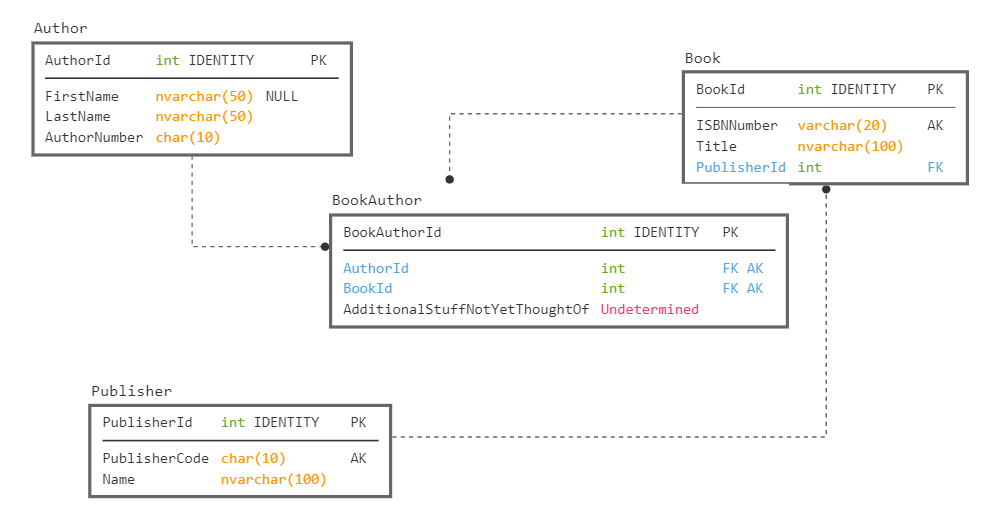 Author
AuthorId int IDENTITY PK
FirstName nvarchar(50) NULL
LastName nvarchar(50)
AuthorNumber char(10)
Book
BookId int IDENTITY PK
ISBNNumber varchar(20) AK
Title nvarchar(100)
PublisherId int FK
BookAuthor
BookAuthorId int IDENTITY PK
AuthorId int FK AK
BookId int FK AK
AdditionalStuffNotYetThoughtOf Undetermined
Publisher
PublisherId int IDENTITY PK
PublisherCode char(10) AK
Name nvarchar(100)